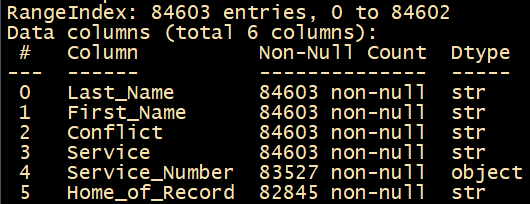 RangeIndex: 84603 entries, 0 to 84602
Data columns (total 6 columns):
 #   Column          Non-Null Count  Dtype
---  ------          --------------  -----
 0   Last_Name       84603 non-null  str
 1   First_Name      84603 non-null  str
 2   Conflict        84603 non-null  str
 3   Service         84603 non-null  str
 4   Service_Number  83527 non-null  object
 5   Home_of_Record  82845 non-null  str